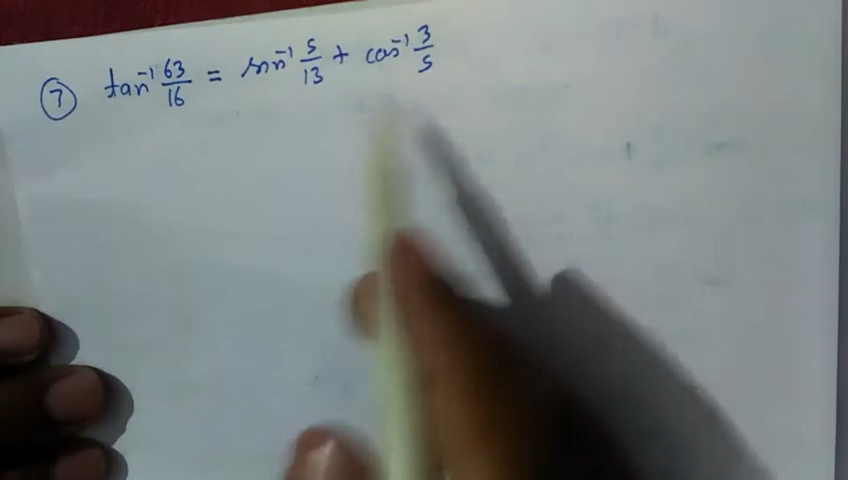 7 tan⁻¹ 63/16 = sin⁻¹ 5/13 + cos⁻¹ 3/5